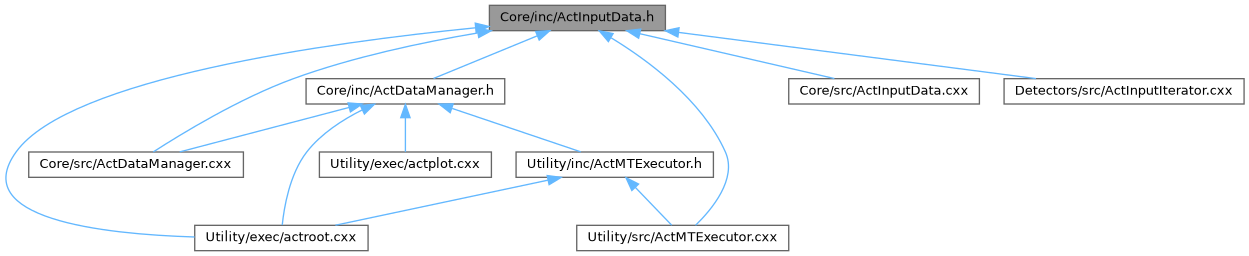 Core/inc/ActInputData.h
Core/inc/ActDataManager.h
Core/src/ActInputData.cxx
Detectors/src/ActInputIterator.cxx
Core/src/ActDataManager.cxx
Utility/exec/actplot.cxx
Utility/inc/ActMTExecutor.h
Utility/exec/actroot.cxx
Utility/src/ActMTExecutor.cxx